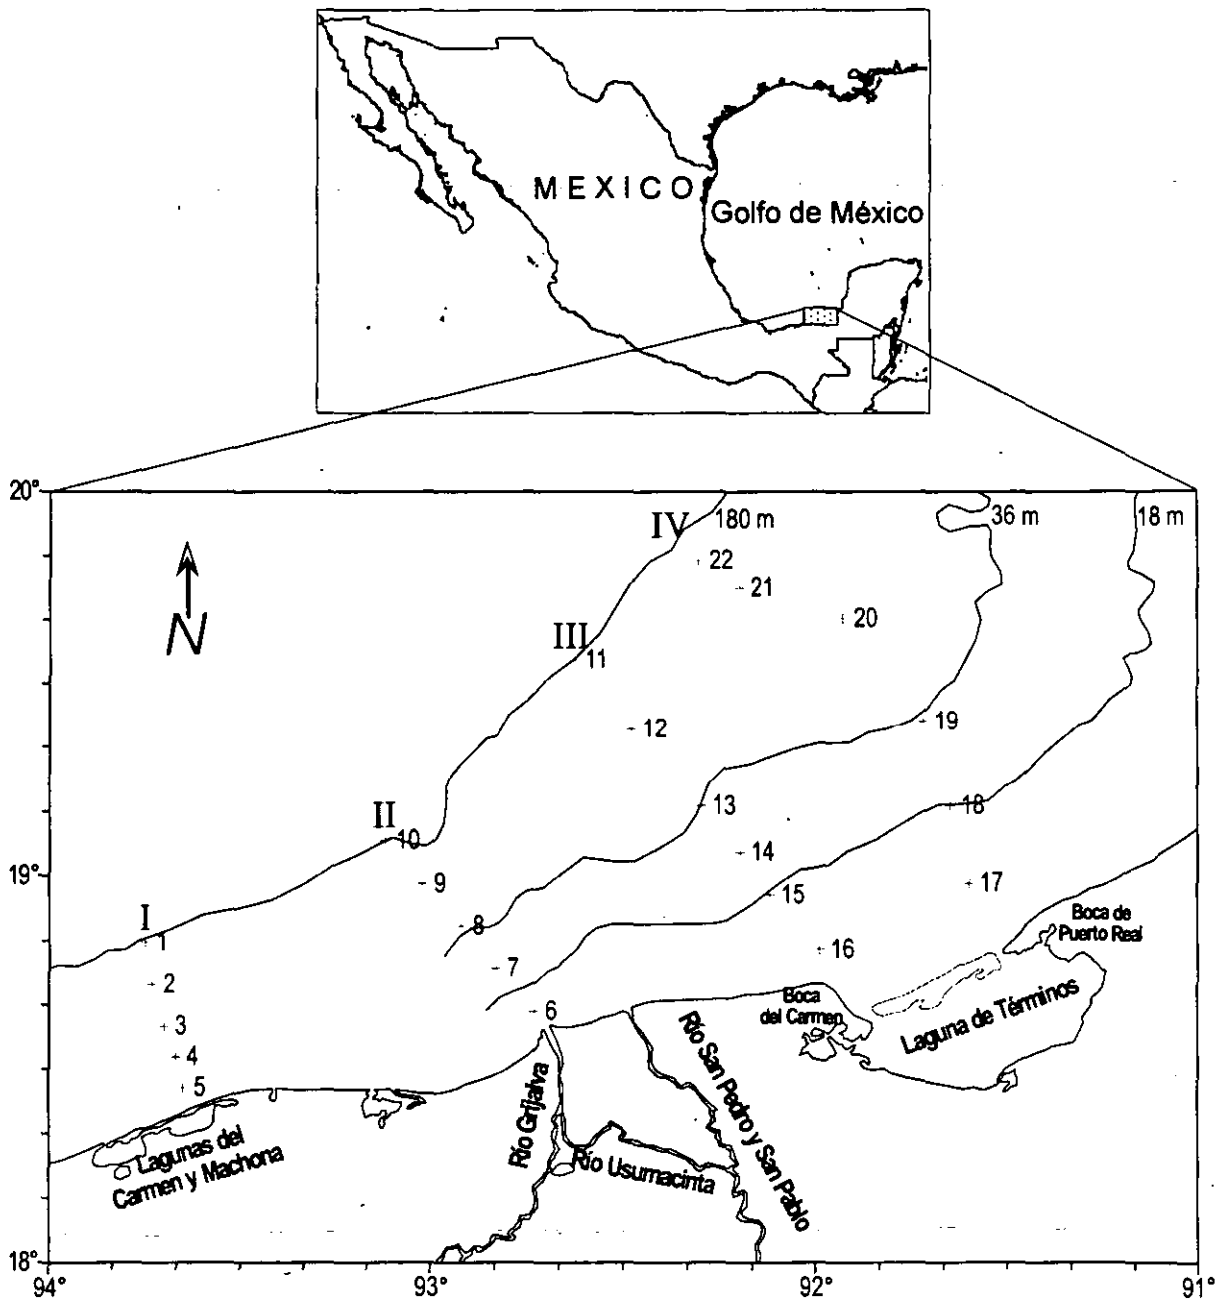 MEXICO
Golfo de México
20°
IV
180 m
36 m
18 m
22
21
20
N
III
11
12
19
13
18
II
10
14
19°
9
15
17
I
1
8
Boca de
Puerto Real
16
7
2
6
Boca
del Carmen
Laguna de Términos
3
4
5
Río Grijalva
Río San Pedro y San Pablo
Lagunas del
Carmen y Machona
Río Usumacinta
18°
94°
93°
92°
91°